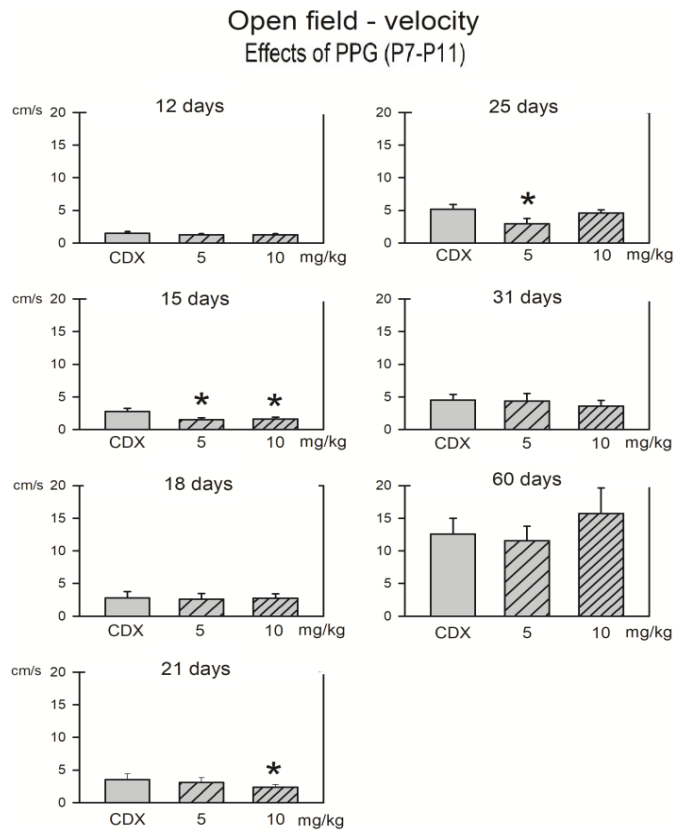 Open field - velocity
Effects of PPG (P7-P11)
cm/s
12 days
20
15
10
5
0
CDX 5 10 mg/kg
cm/s
15 days
20
15
10
5
0
* *
CDX 5 10 mg/kg
cm/s
18 days
20
15
10
5
0
CDX 5 10 mg/kg
cm/s
21 days
20
15
10
5
0
*
CDX 5 10 mg/kg
25 days
20
15
10
5
0
*
CDX 5 10 mg/kg
31 days
20
15
10
5
0
CDX 5 10 mg/kg
60 days
20
15
10
5
0
CDX 5 10 mg/kg